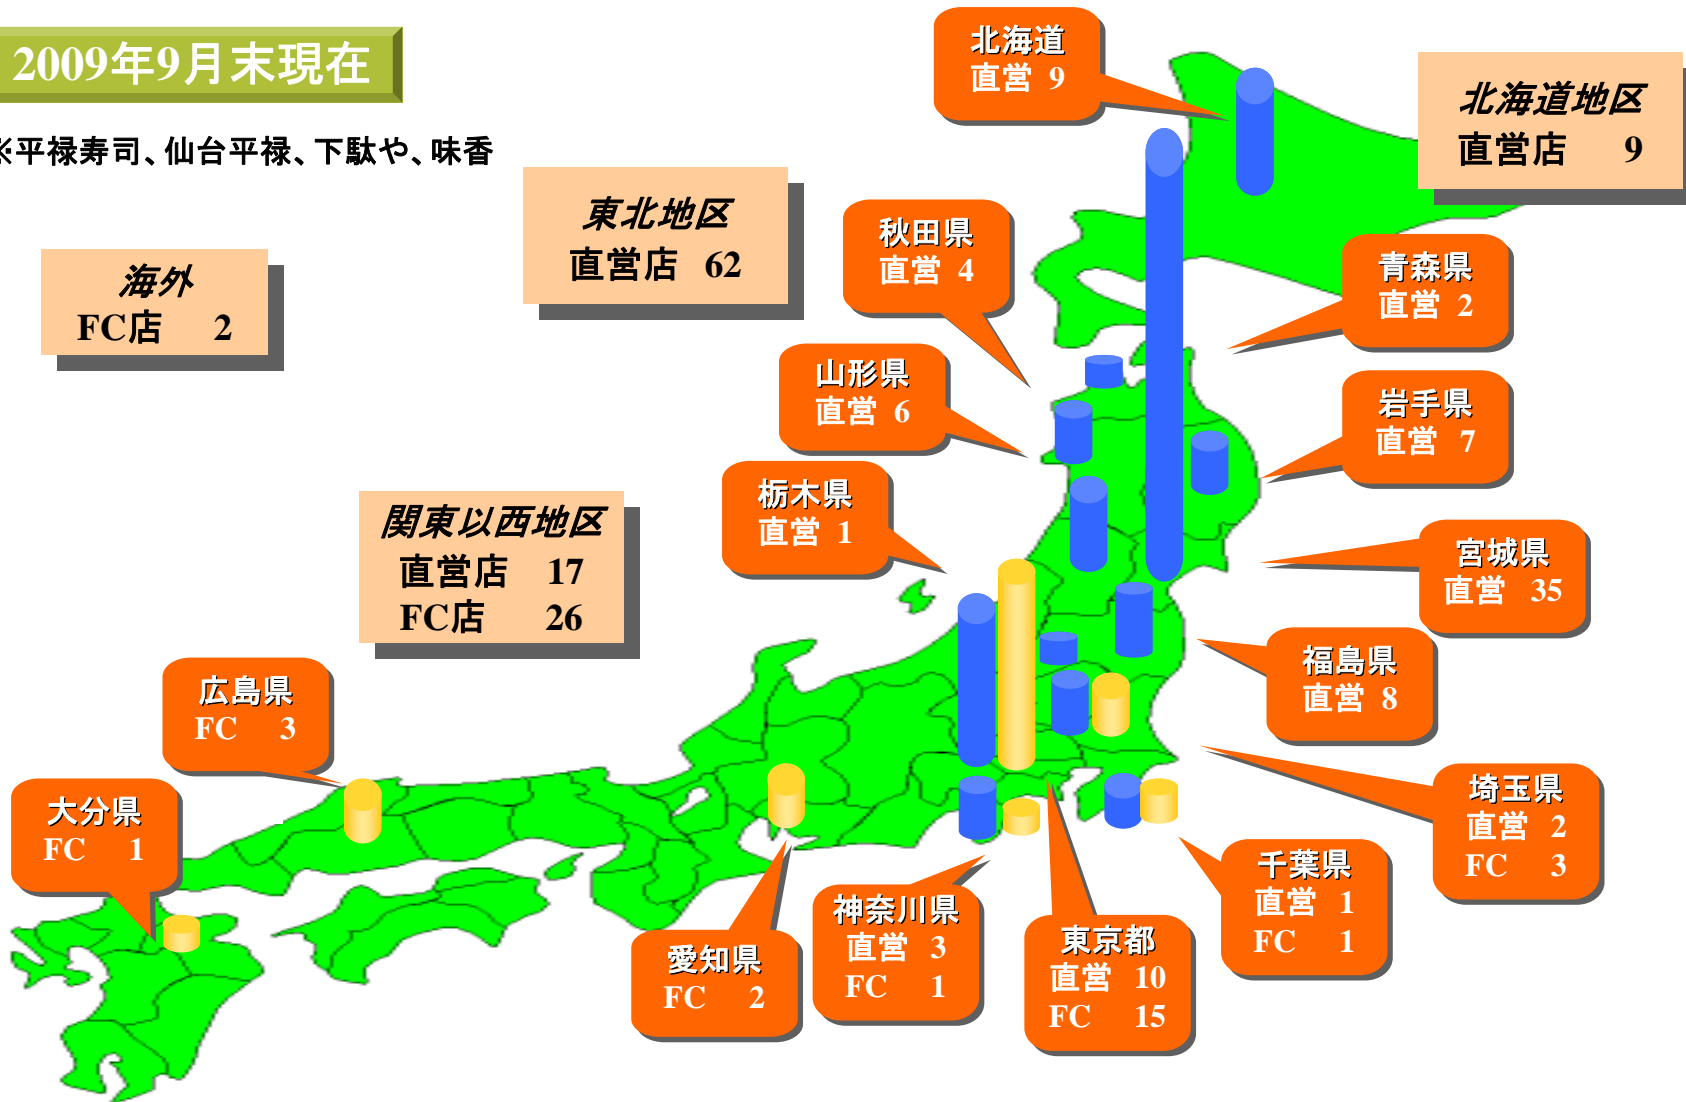 2009年9月末現在
※平禄寿司、仙台平禄、下駄や、味香
北海道
直営 9
北海道地区
直営店 9
東北地区
直営店 62
秋田県
直営 4
青森県
直営 2
海外
FC店 2
山形県
直営 6
岩手県
直営 7
栃木県
直営 1
関東以西地区
直営店 17
FC店 26
宮城県
直営 35
福島県
直営 8
広島県
FC 3
埼玉県
直営 2
FC 3
大分県
FC 1
千葉県
直営 1
FC 1
神奈川県
直営 3
FC 1
東京都
直営 10
FC 15
愛知県
FC 2